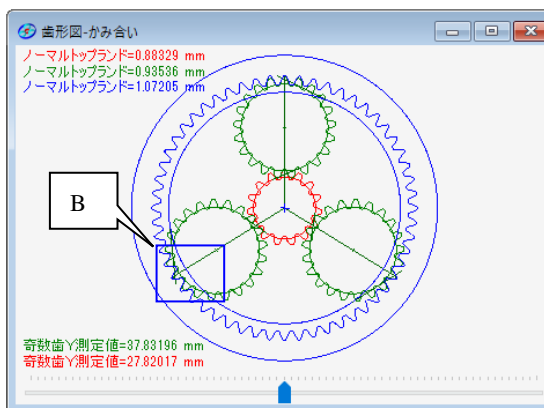 歯形図-かみ合い
ノーマルトップランド=0.88329 mm
ノーマルトップランド=0.93536 mm
ノーマルトップランド=1.07205 mm
B
奇数歯Y測定値=37.83196 mm
奇数歯Y測定値=27.82017 mm